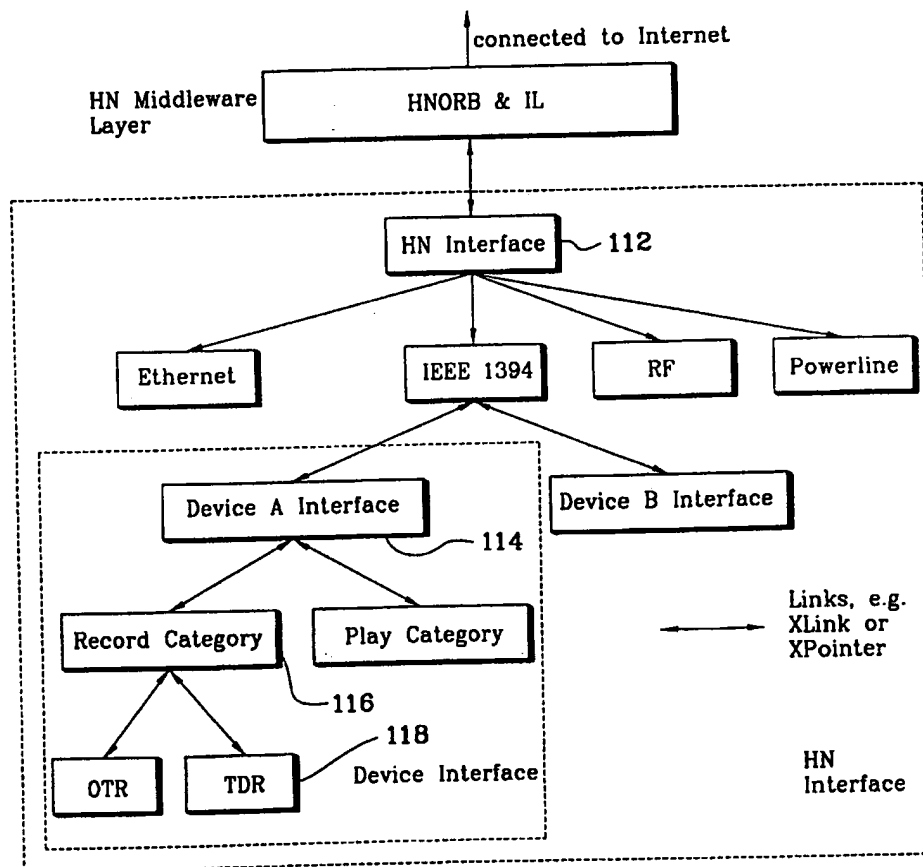 connected to Internet
HN Middleware
Layer
HNORB & IL
HN Interface
112
Ethernet
IEEE 1394
RF
Powerline
Device A Interface
Device B Interface
114
Record Category
Play Category
Links, e.g.
XLink or
XPointer
116
118
OTR
TDR
Device Interface
HN
Interface